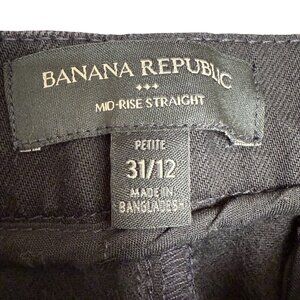 BANANA REPUBLIC
MID-RISE STRAIGHT
PETITE
31/12
MADE IN
BANGLADESH